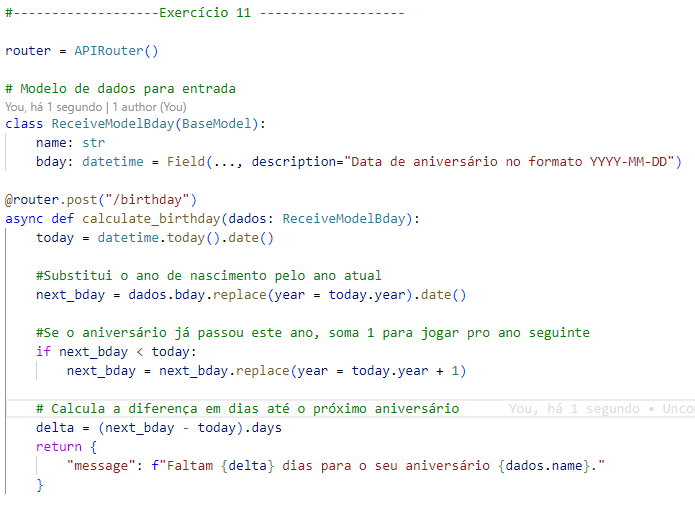 #-------------------Exercício 11 -------------------
router = APIRouter()
# Modelo de dados para entrada
You, há 1 segundo | 1 author (You)
class ReceiveModelBday(BaseModel):
    name: str
    bday: datetime = Field(..., description="Data de aniversário no formato YYYY-MM-DD")
@router.post("/birthday")
async def calculate_birthday(dados: ReceiveModelBday):
    today = datetime.today().date()
    #Substitui o ano de nascimento pelo ano atual
    next_bday = dados.bday.replace(year = today.year).date()
    #Se o aniversário já passou este ano, soma 1 para jogar pro ano seguinte
    if next_bday < today:
        next_bday = next_bday.replace(year = today.year + 1)
    # Calcula a diferença em dias até o próximo aniversário      You, há 1 segundo • Uncon
    delta = (next_bday - today).days
    return {
        "message": f"Faltam {delta} dias para o seu aniversário {dados.name}."
    }